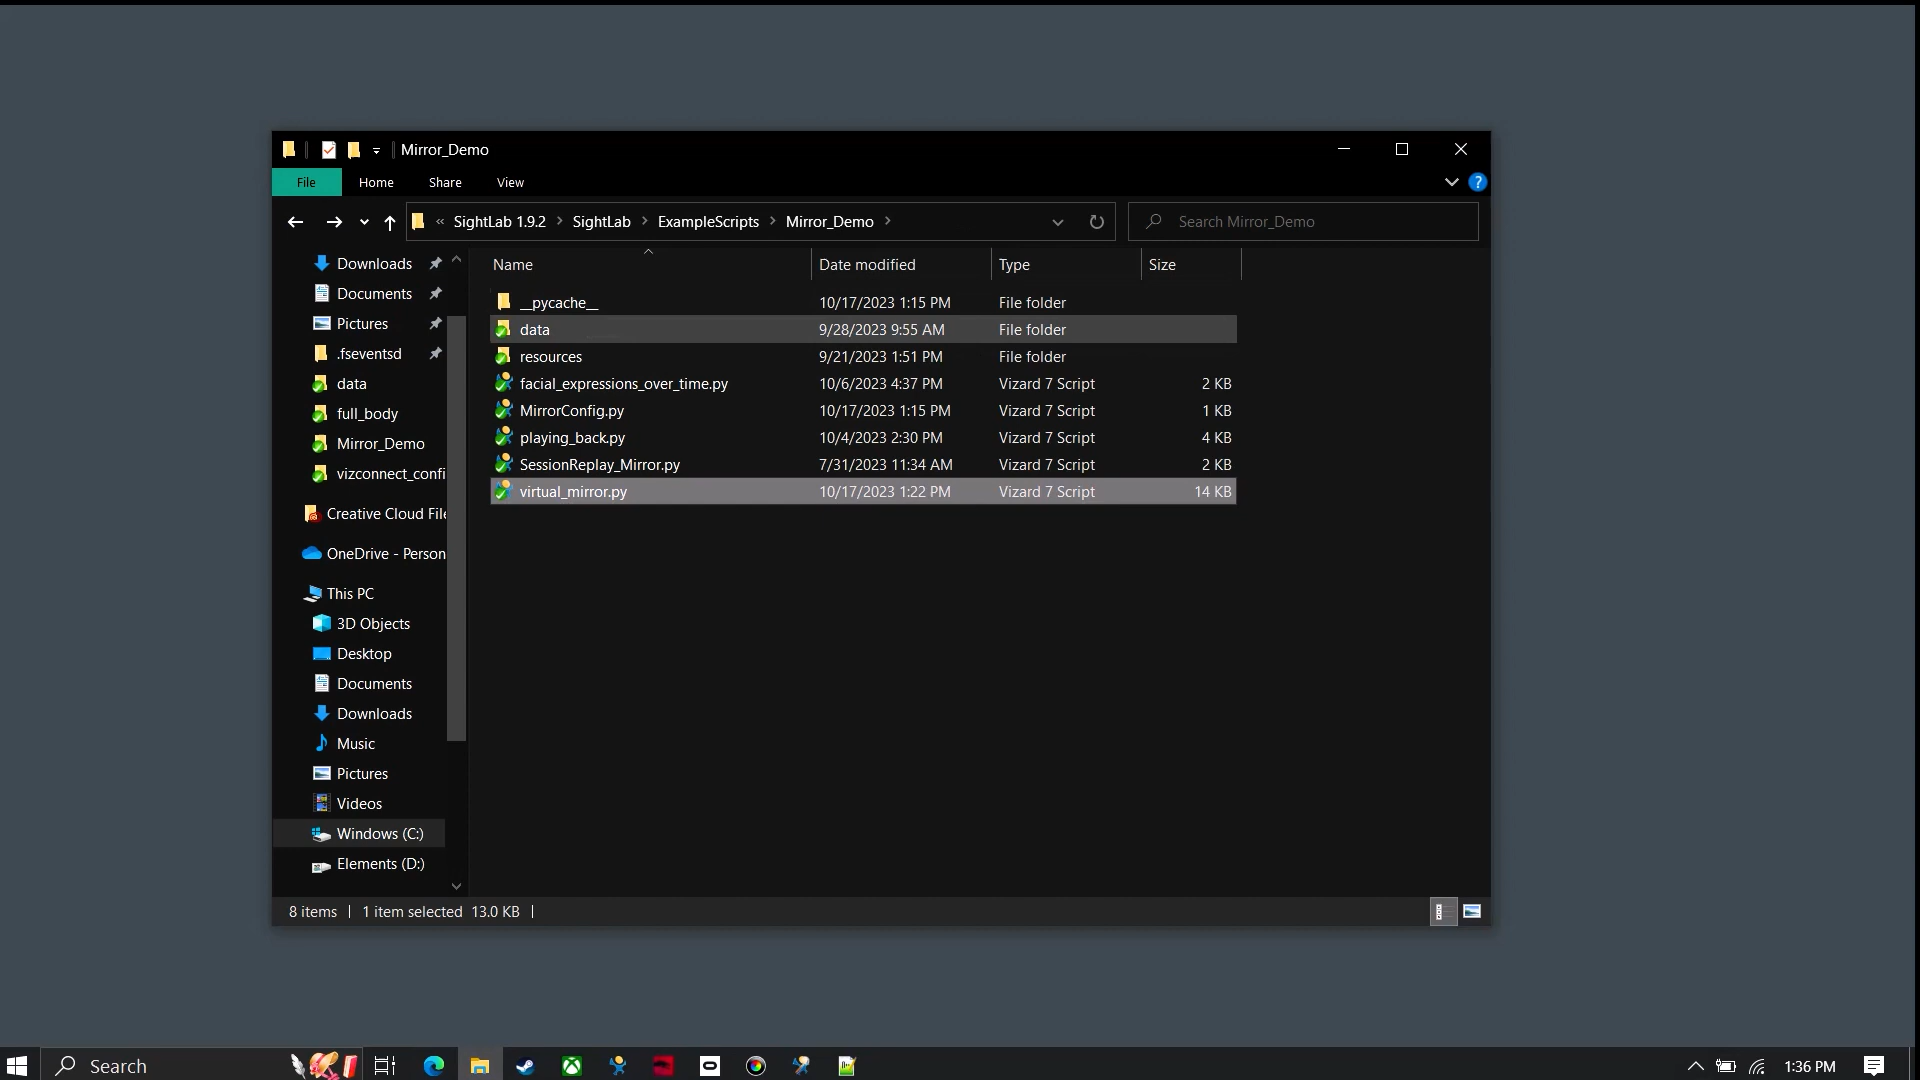 Mirror_Demo
File Home Share View
?
« SightLab 1.9.2 > SightLab > ExampleScripts > Mirror_Demo >
Search Mirror_Demo
Name Date modified Type Size
__pycache__ 10/17/2023 1:15 PM File folder
data 9/28/2023 9:55 AM File folder
resources 9/21/2023 1:51 PM File folder
facial_expressions_over_time.py 10/6/2023 4:37 PM Vizard 7 Script 2 KB
MirrorConfig.py 10/17/2023 1:15 PM Vizard 7 Script 1 KB
playing_back.py 10/4/2023 2:30 PM Vizard 7 Script 4 KB
SessionReplay_Mirror.py 7/31/2023 11:34 AM Vizard 7 Script 2 KB
virtual_mirror.py 10/17/2023 1:22 PM Vizard 7 Script 14 KB
Downloads
Documents
Pictures
.fseventsd
data
full_body
Mirror_Demo
vizconnect_confi
Creative Cloud File
OneDrive - Person
This PC
3D Objects
Desktop
Documents
Downloads
Music
Pictures
Videos
Windows (C:)
Elements (D:)
8 items | 1 item selected 13.0 KB |
Search
1:36 PM